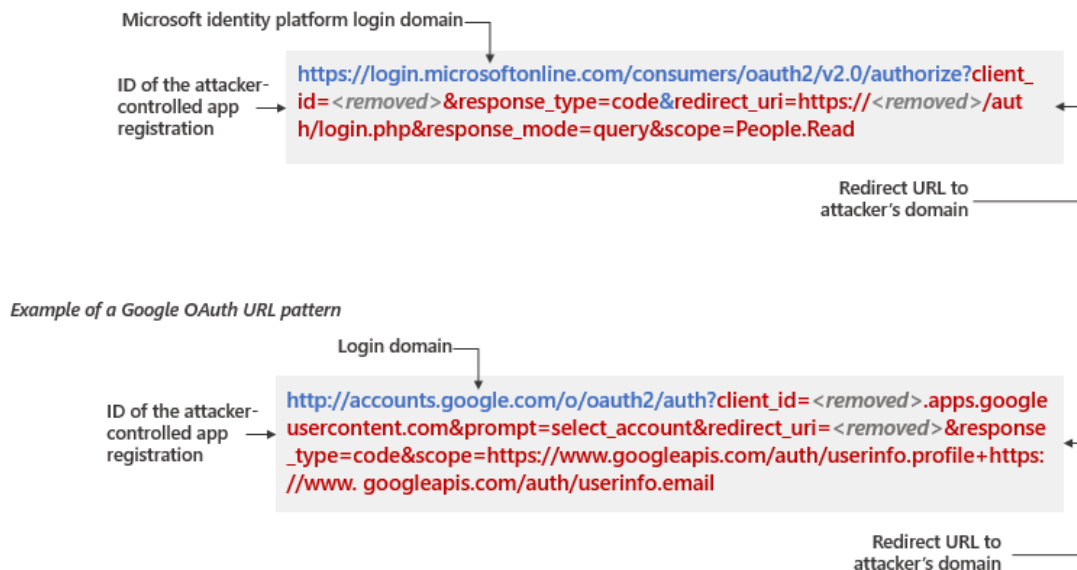 Microsoft identity platform login domain
ID of the attacker-
controlled app
registration
https://login.microsoftonline.com/consumers/oauth2/v2.0/authorize?client_
id=<removed>&response_type=code&redirect_uri=https://<removed>/aut
h/login.php&response_mode=query&scope=People.Read
Redirect URL to
attacker's domain
Example of a Google OAuth URL pattern
Login domain
ID of the attacker-
controlled app
registration
http://accounts.google.com/o/oauth2/auth?client_id=<removed>.apps.google
usercontent.com&prompt=select_account&redirect_uri=<removed>&response
_type=code&scope=https://www.googleapis.com/auth/userinfo.profile+https:
//www. googleapis.com/auth/userinfo.email
Redirect URL to
attacker's domain